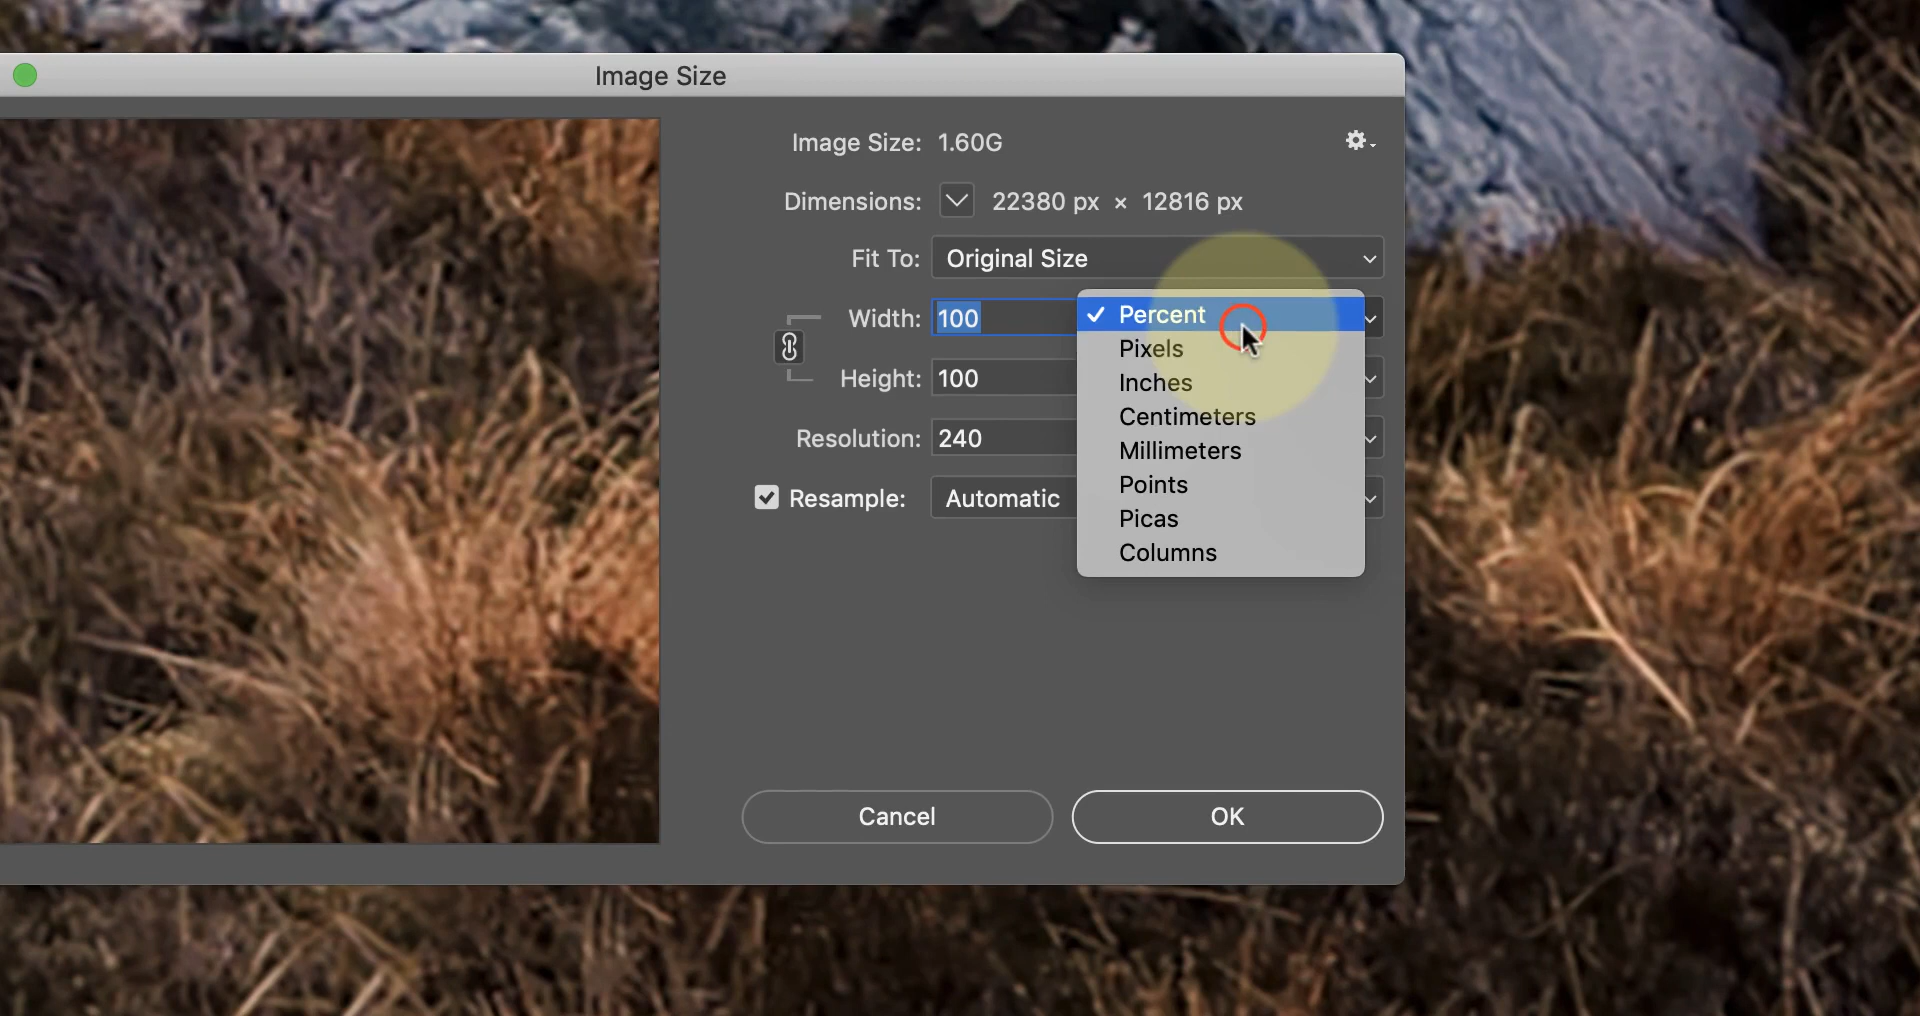 Image Size
Image Size: 1.60G
Dimensions: 22380 px × 12816 px
Fit To: Original Size
Width: 100
Percent
Pixels
Inches
Height: 100
Centimeters
Resolution: 240
Millimeters
Points
Resample: Automatic
Picas
Columns
Cancel
OK